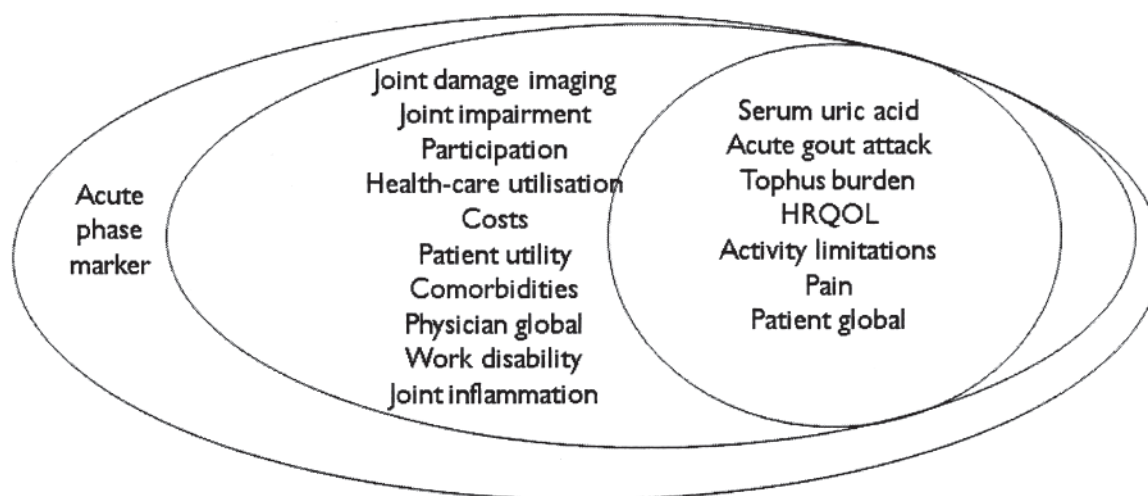 Acute
phase
marker
Joint damage imaging
Joint impairment
Participation
Health-care utilisation
Costs
Patient utility
Comorbidities
Physician global
Work disability
Joint inflammation
Serum uric acid
Acute gout attack
Tophus burden
HRQOL
Activity limitations
Pain
Patient global